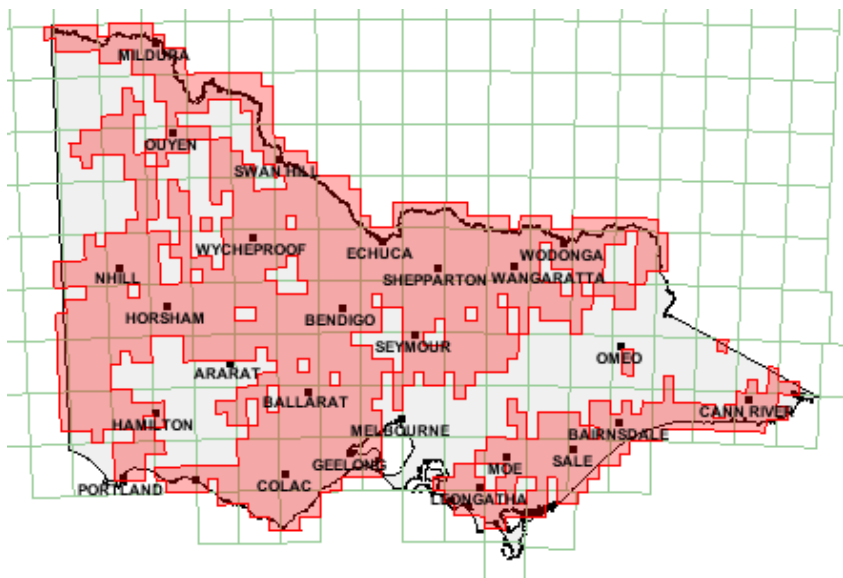 MILDURA
OUYEN
SWAN HILL
WYCHEPROOF
ECHUCA
WODONGA
NHILL
SHEPPARTON
WANGARATTA
HORSHAM
BENDIGO
SEYMOUR
OMEO
ARARAT
BALLARAT
CANN RIVER
HAMILTON
MELBOURNE
BAIRNSDALE
GEELONG
MOE
SALE
PORTLAND
COLAC
LEONGATHA